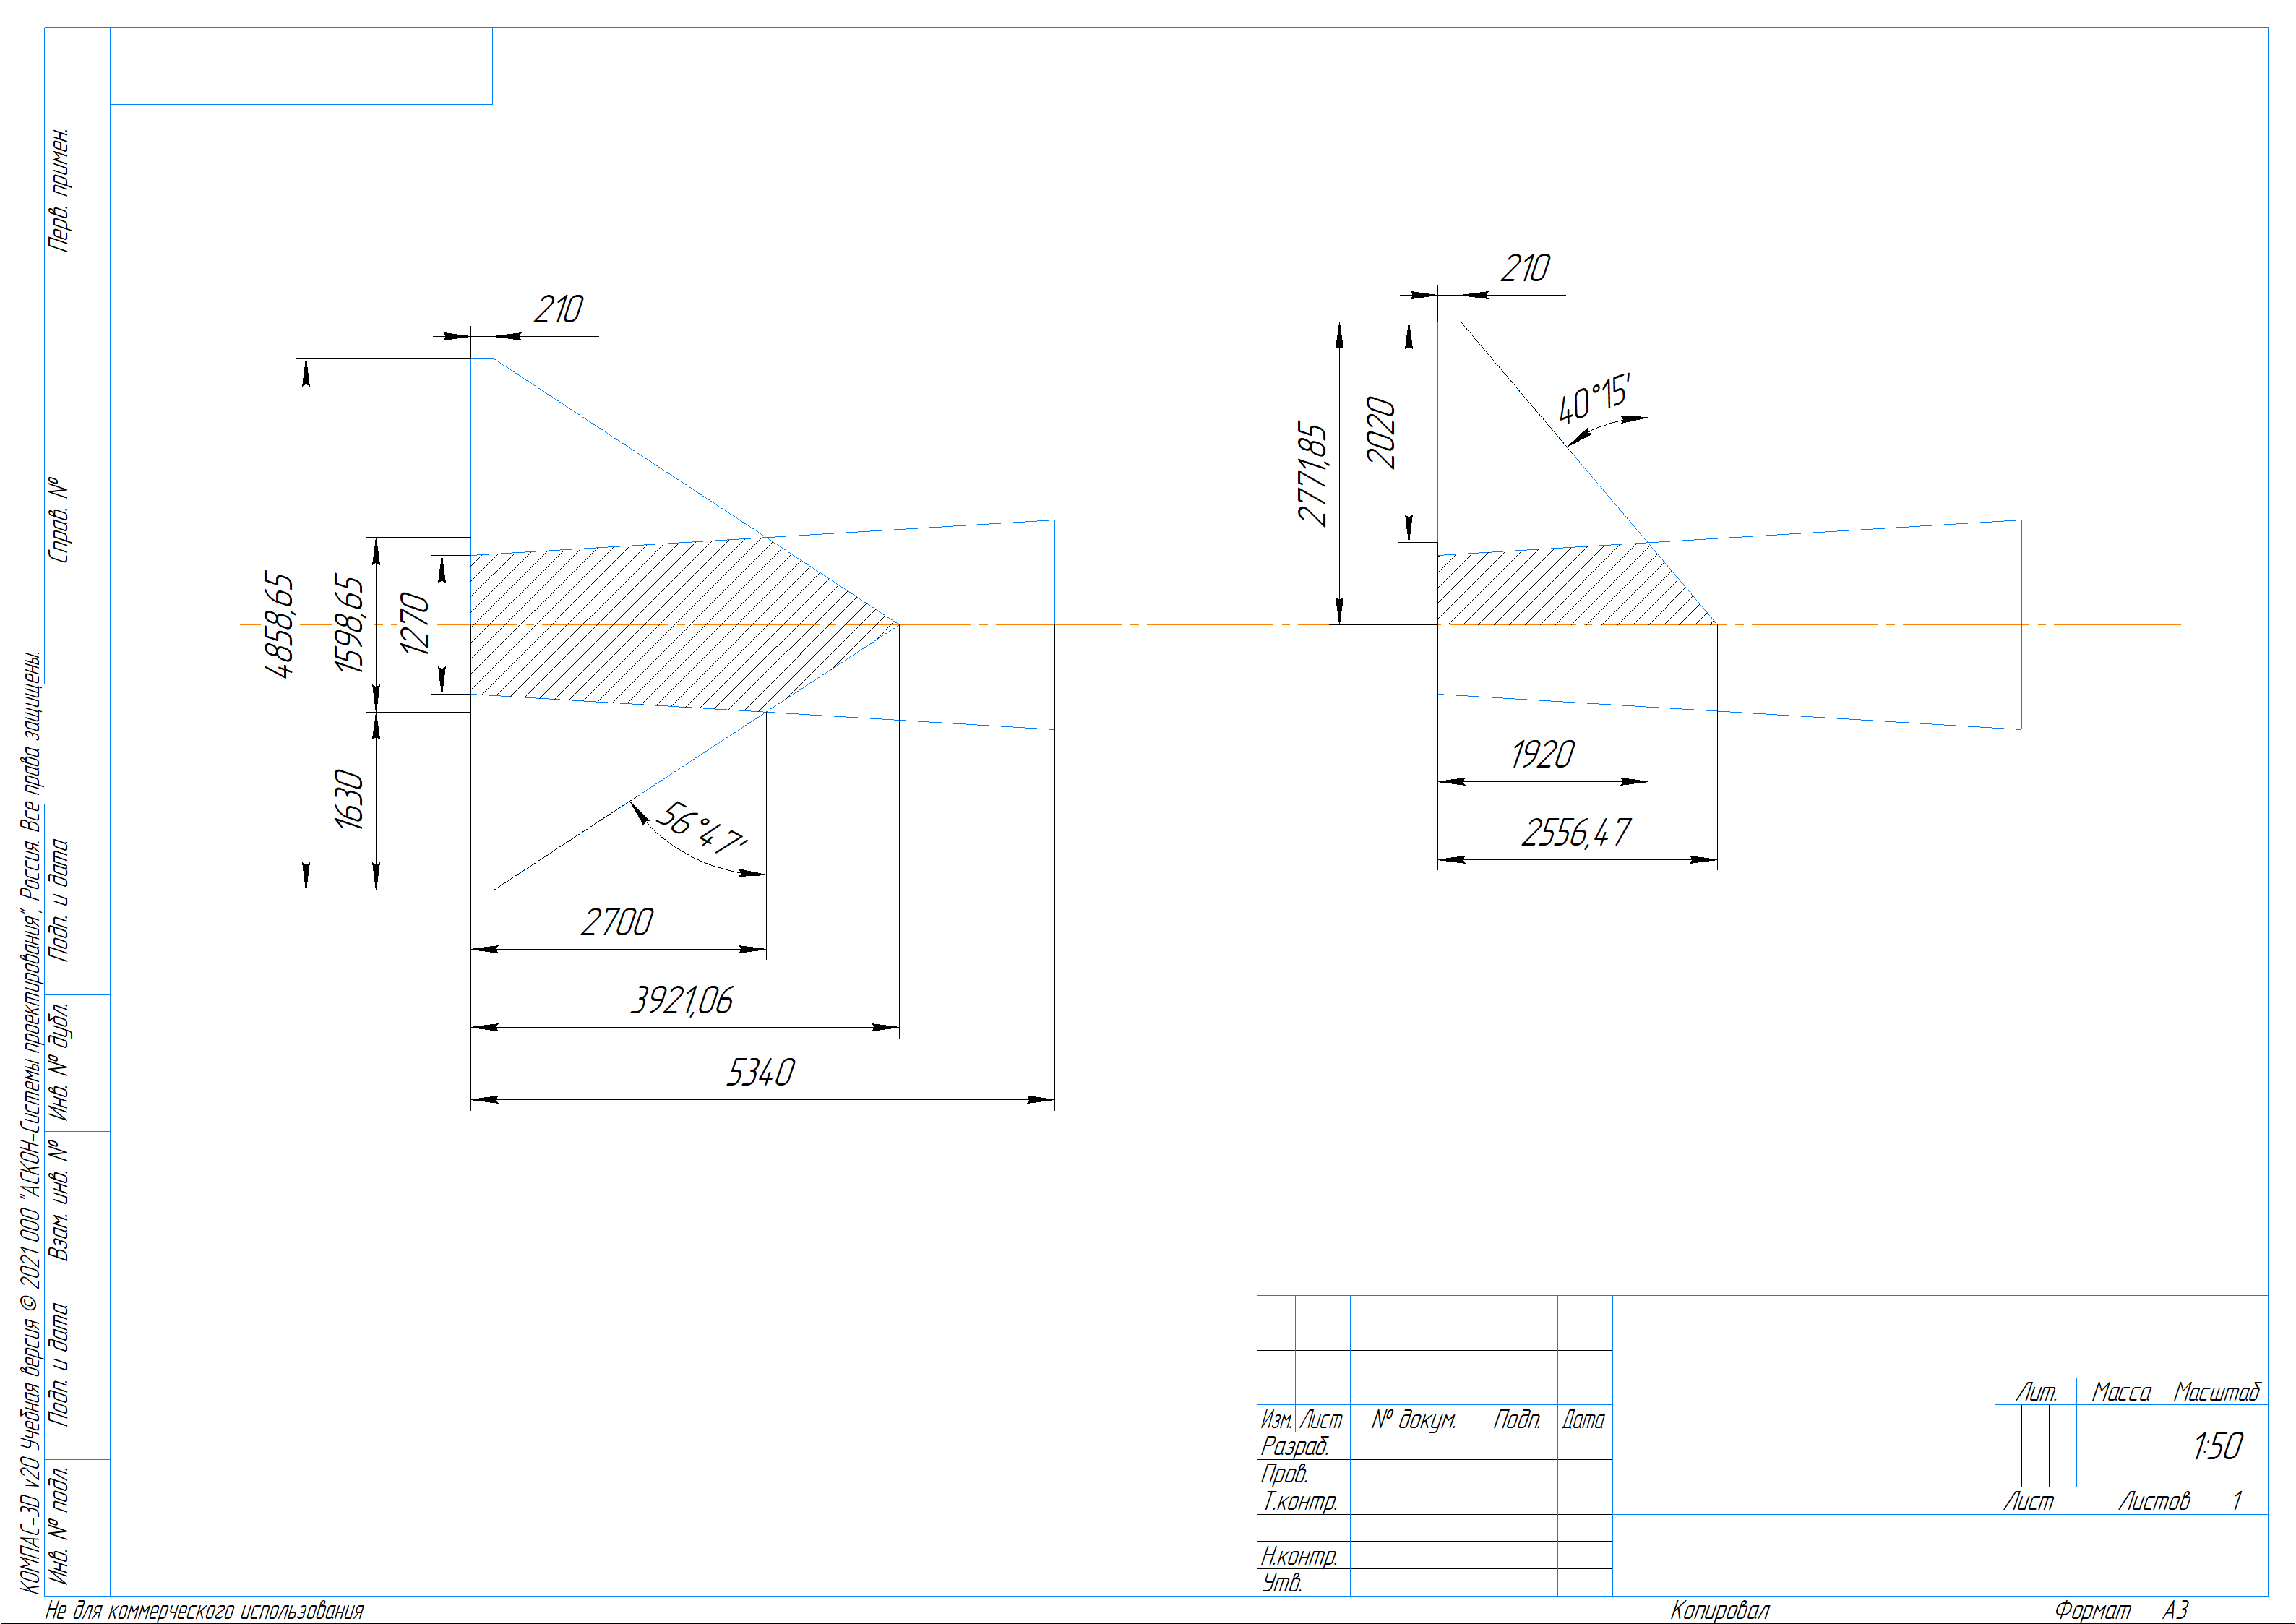 Перв. примен.
Справ. №
Подп. и дата
Инв. № дубл.
Взам. инв. №
Подп. и дата
Инв. № подл.
КОМПАС-3D v20 Учебная версия © 2021 ООО "АСКОН-Системы проектирования", Россия. Все права защищены.
210
4858,65
1598,65
1270
1630
56°47'
2700
3921,06
5340
210
2771,85
2020
40°15'
1920
2556,47
Лит. Масса Масштаб
Изм. Лист № докум. Подп. Дата
Разраб.
1:50
Пров.
Т.контр.
Лист Листов 1
Н.контр.
Утв.
Не для коммерческого использования
Копировал
Формат А3